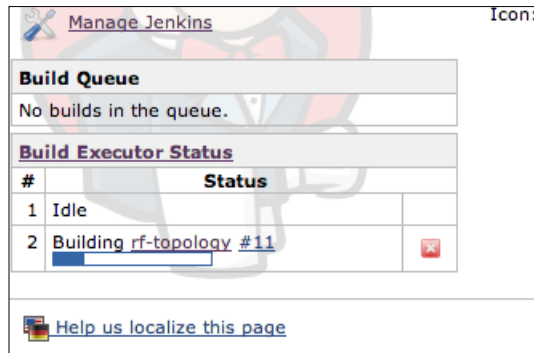 Manage Jenkins
Icon:
Build Queue
No builds in the queue.
Build Executor Status
# Status
1 Idle
2 Building rf-topology #11
Help us localize this page